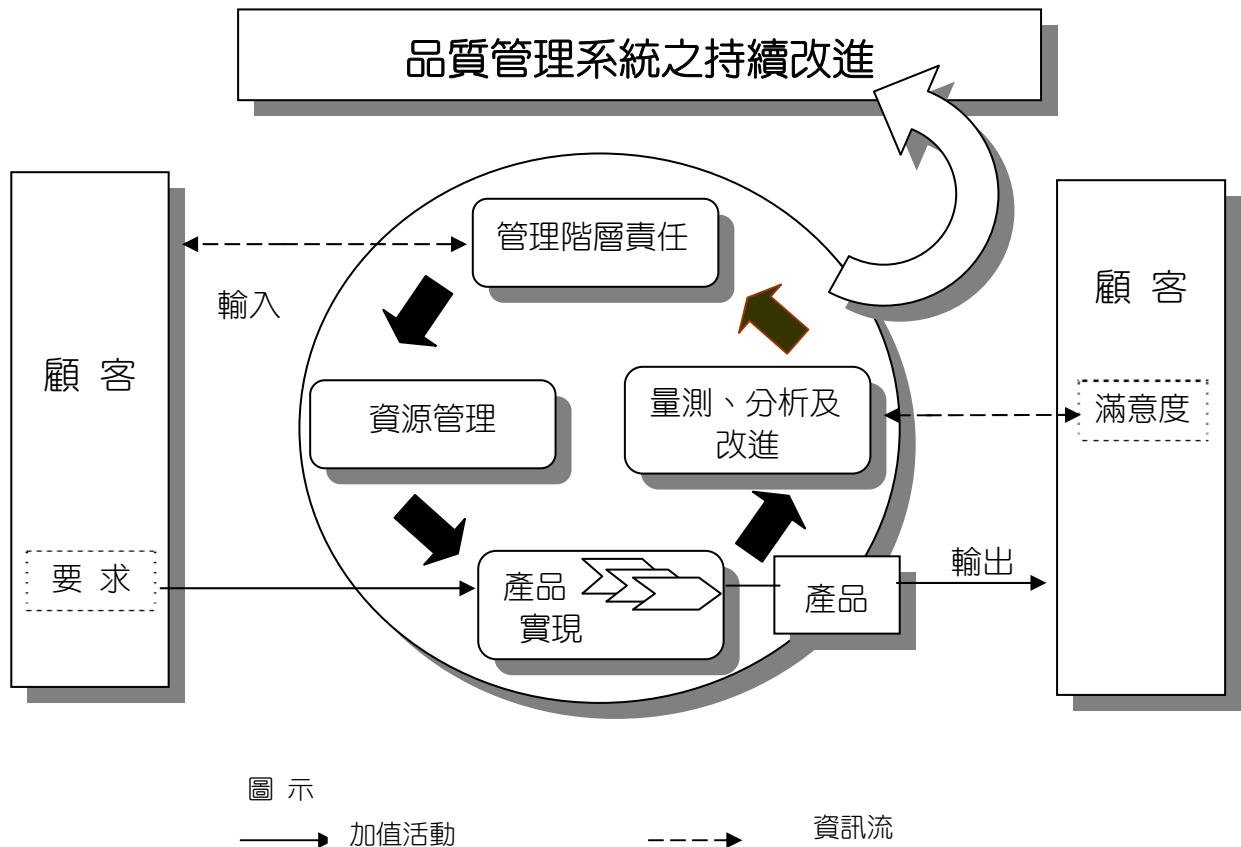 品質管理系統之持續改進
管理階層責任
輸入
顧 客
顧 客
資源管理
量測、分析及
改進
滿意度
要 求
產品
實現
產品
輸出
圖 示
加值活動
資訊流